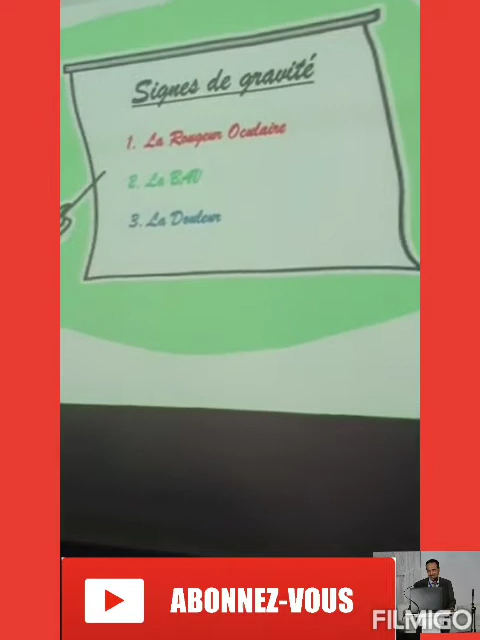 Signes de gravité
1. La Rougeur Oculaire
2. La BAV
3. La Douleur
ABONNEZ-VOUS
FILMIGO